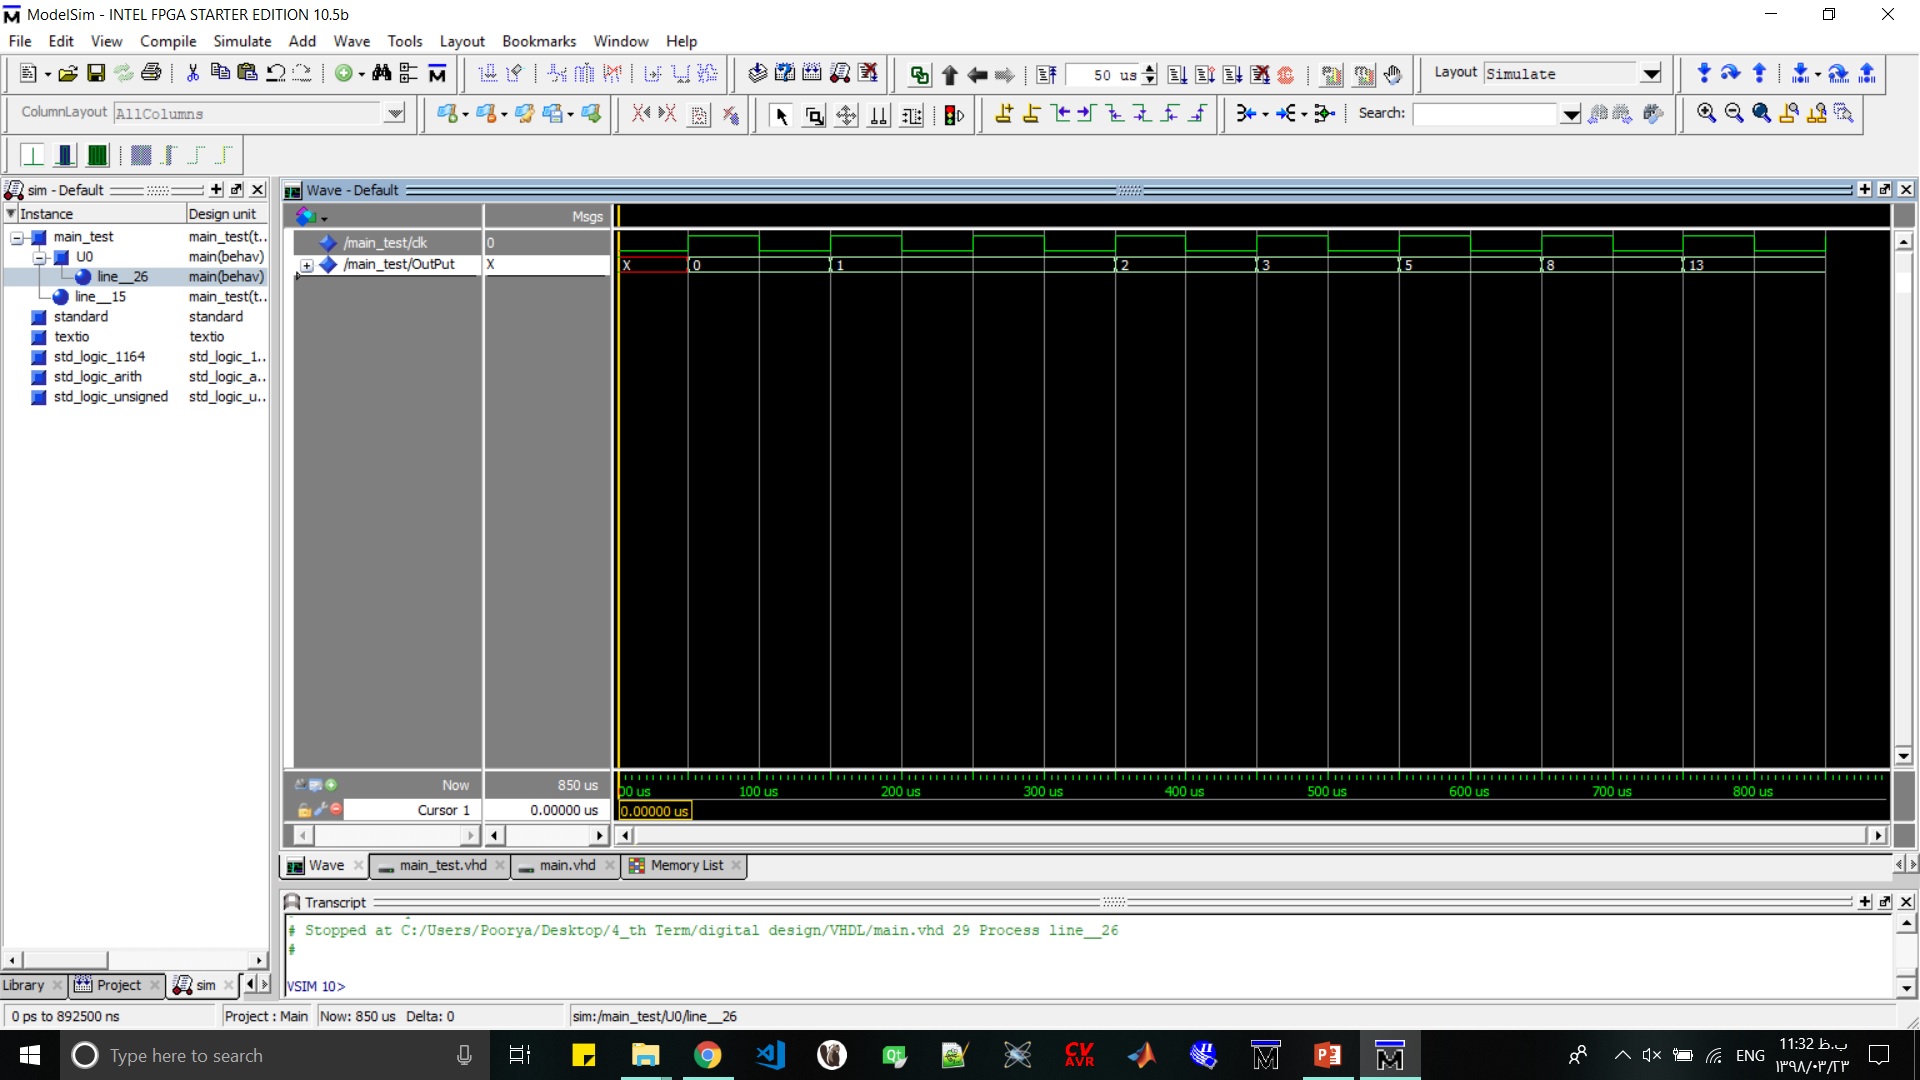 ModelSim - INTEL FPGA STARTER EDITION 10.5b
File Edit View Compile Simulate Add Wave Tools Layout Bookmarks Window Help
50 us
Layout Simulate
ColumnLayout AllColumns
Search:
sim - Default
Instance Design unit
main_test main_test(t..
U0 main(behav)
line__26 main(behav)
line__15 main_test(t..
standard standard
textio textio
std_logic_1164 std_logic_1..
std_logic_arith std_logic_a..
std_logic_unsigned std_logic_u..
Library Project sim
Wave - Default
Msgs
/main_test/clk 0
/main_test/OutPut X X 0 1 2 3 5 8 13
Now 850 us 00 us 100 us 200 us 300 us 400 us 500 us 600 us 700 us 800 us
Cursor 1 0.00000 us 0.00000 us
Wave main_test.vhd main.vhd Memory List
Transcript
# Stopped at C:/Users/Poorya/Desktop/4_th Term/digital design/VHDL/main.vhd 29 Process line__26
#
VSIM 10>
0 ps to 892500 ns Project : Main Now: 850 us Delta: 0 sim:/main_test/U0/line__26
Type here to search
CV AVR
ENG
11:32 ب.ظ
۱۳۹۸/۰۳/۲۳